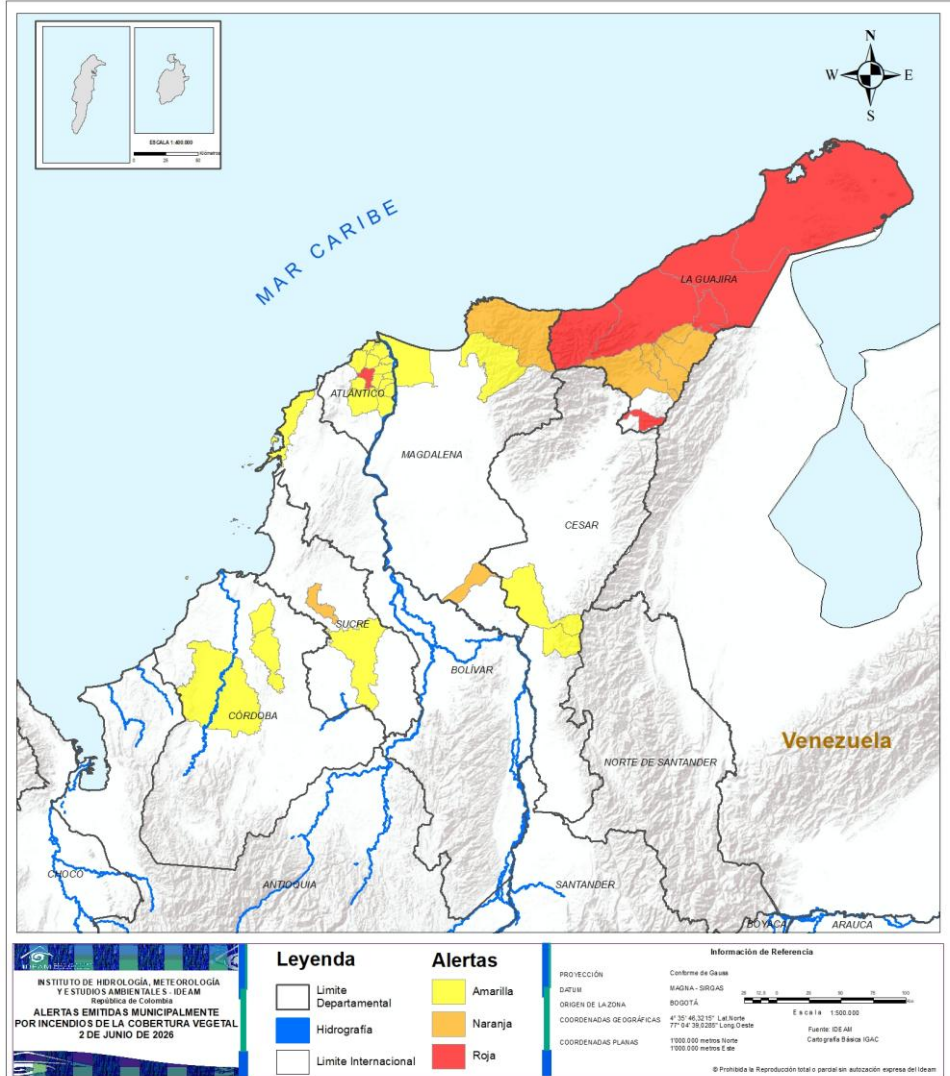 ESCALA 1:400.000
N
W
E
S
MAR CARIBE
LA GUAJIRA
ATLÁNTICO
MAGDALENA
CESAR
SUCRE
BOLÍVAR
CÓRDOBA
Venezuela
NORTE DE SANTANDER
CHOCÓ
ANTIOQUIA
SANTANDER
BOYACÁ
ARAUCA
IDEAM
INSTITUTO DE HIDROLOGÍA, METEOROLOGÍA
Y ESTUDIOS AMBIENTALES - IDEAM
República de Colombia
ALERTAS EMITIDAS MUNICIPALMENTE
POR INCENDIOS DE LA COBERTURA VEGETAL
2 DE JUNIO DE 2026
Leyenda
Limite
Departamental
Hidrografía
Limite Internacional
Alertas
Amarilla
Naranja
Roja
Información de Referencia
PROYECCIÓN Conforme de Gauss
DATUM MAGNA - SIRGAS
ORIGEN DE LA ZONA BOGOTÁ
COORDENADAS GEOGRÁFICAS 4° 35' 46,3215" Lat.Norte
77° 04' 39,0285" Long.Oeste
COORDENADAS PLANAS 1'000.000 metros Norte
1'000.000 metros Este
Escala 1:500.000
Fuente: IDEAM
Cartografía Básica IGAC
© Prohibida la Reproducción total o parcial sin autozación expresa del Ideam